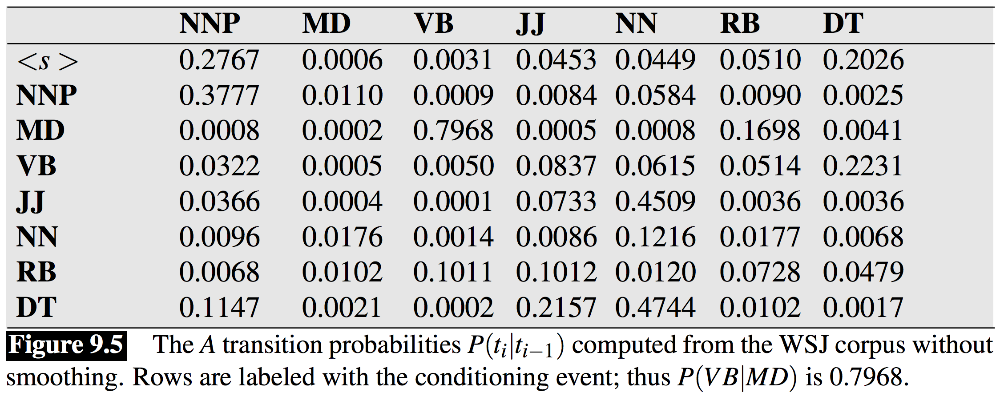 NNP MD VB JJ NN RB DT
<s > 0.2767 0.0006 0.0031 0.0453 0.0449 0.0510 0.2026
NNP 0.3777 0.0110 0.0009 0.0084 0.0584 0.0090 0.0025
MD 0.0008 0.0002 0.7968 0.0005 0.0008 0.1698 0.0041
VB 0.0322 0.0005 0.0050 0.0837 0.0615 0.0514 0.2231
JJ 0.0366 0.0004 0.0001 0.0733 0.4509 0.0036 0.0036
NN 0.0096 0.0176 0.0014 0.0086 0.1216 0.0177 0.0068
RB 0.0068 0.0102 0.1011 0.1012 0.0120 0.0728 0.0479
DT 0.1147 0.0021 0.0002 0.2157 0.4744 0.0102 0.0017
Figure 9.5 The A transition probabilities P(tᵢ|tᵢ₋₁) computed from the WSJ corpus without
smoothing. Rows are labeled with the conditioning event; thus P(VB|MD) is 0.7968.